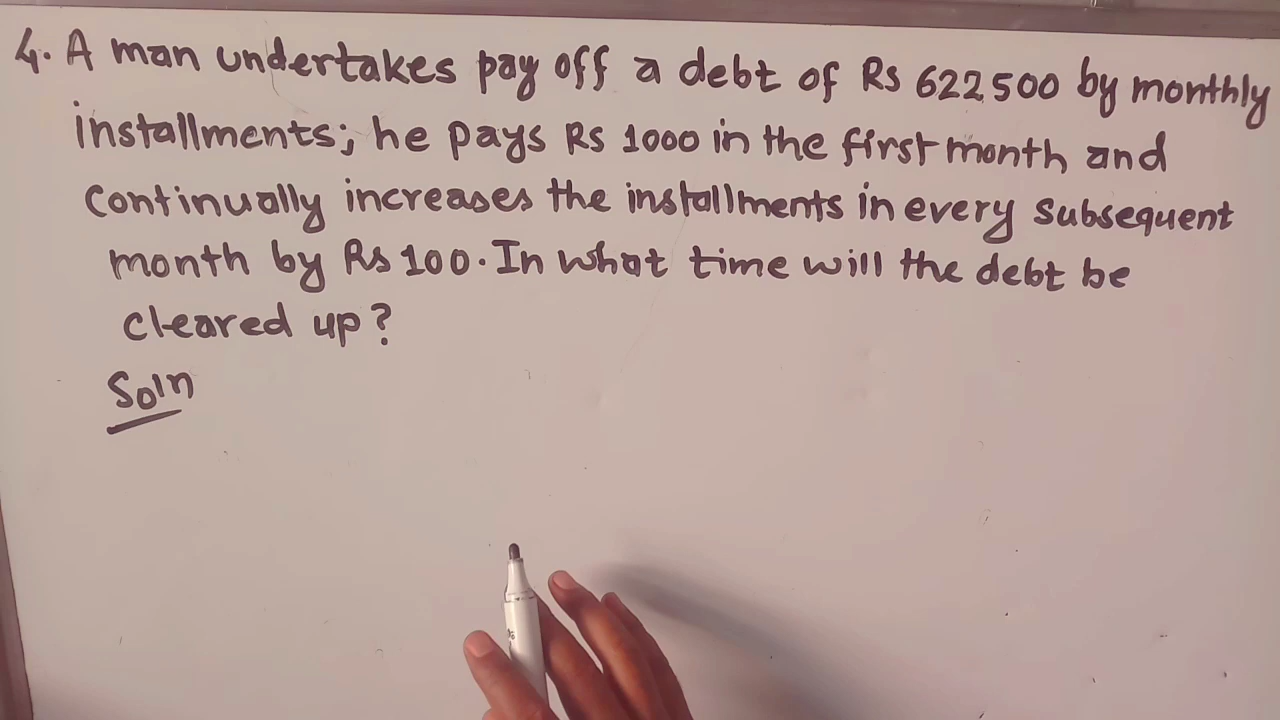 4. A man undertakes pay off a debt of Rs 622500 by monthly
installments; he pays Rs 1000 in the first month and
continually increases the installments in every subsequent
month by Rs 100. In what time will the debt be
cleared up?
Soln